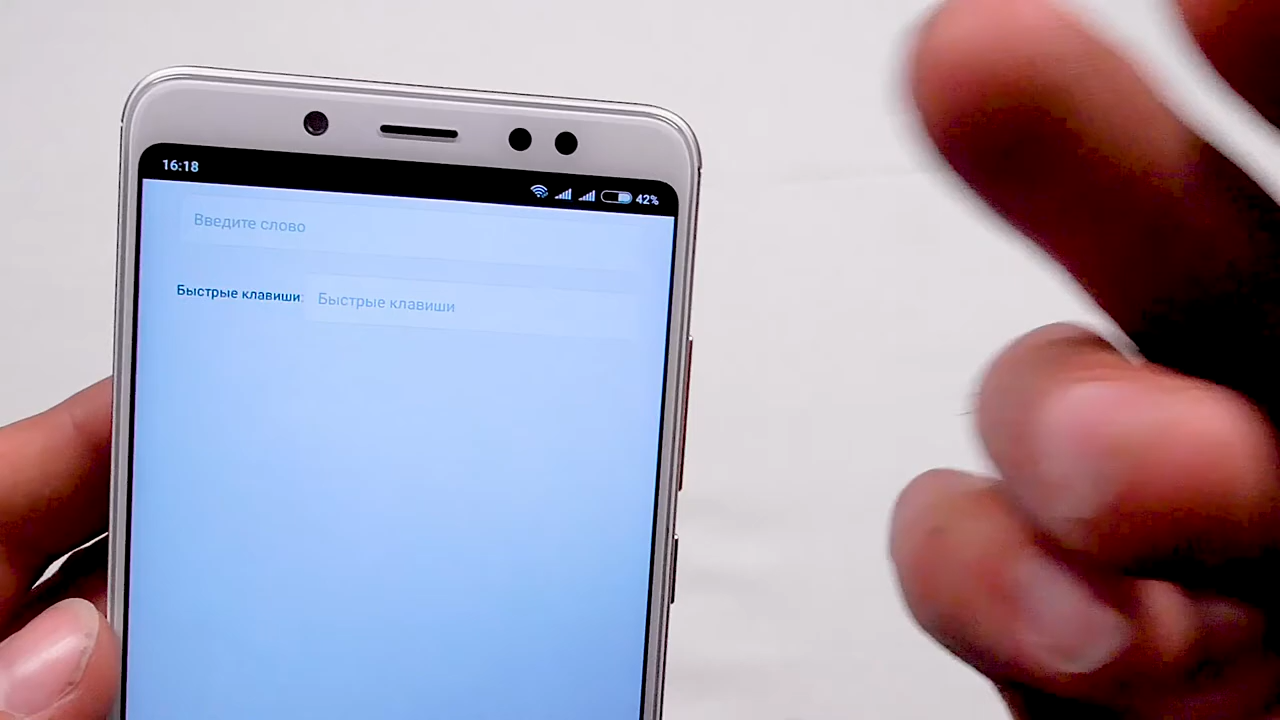 16:18
42%
Введите слово
Быстрые клавиши:
Быстрые клавиши